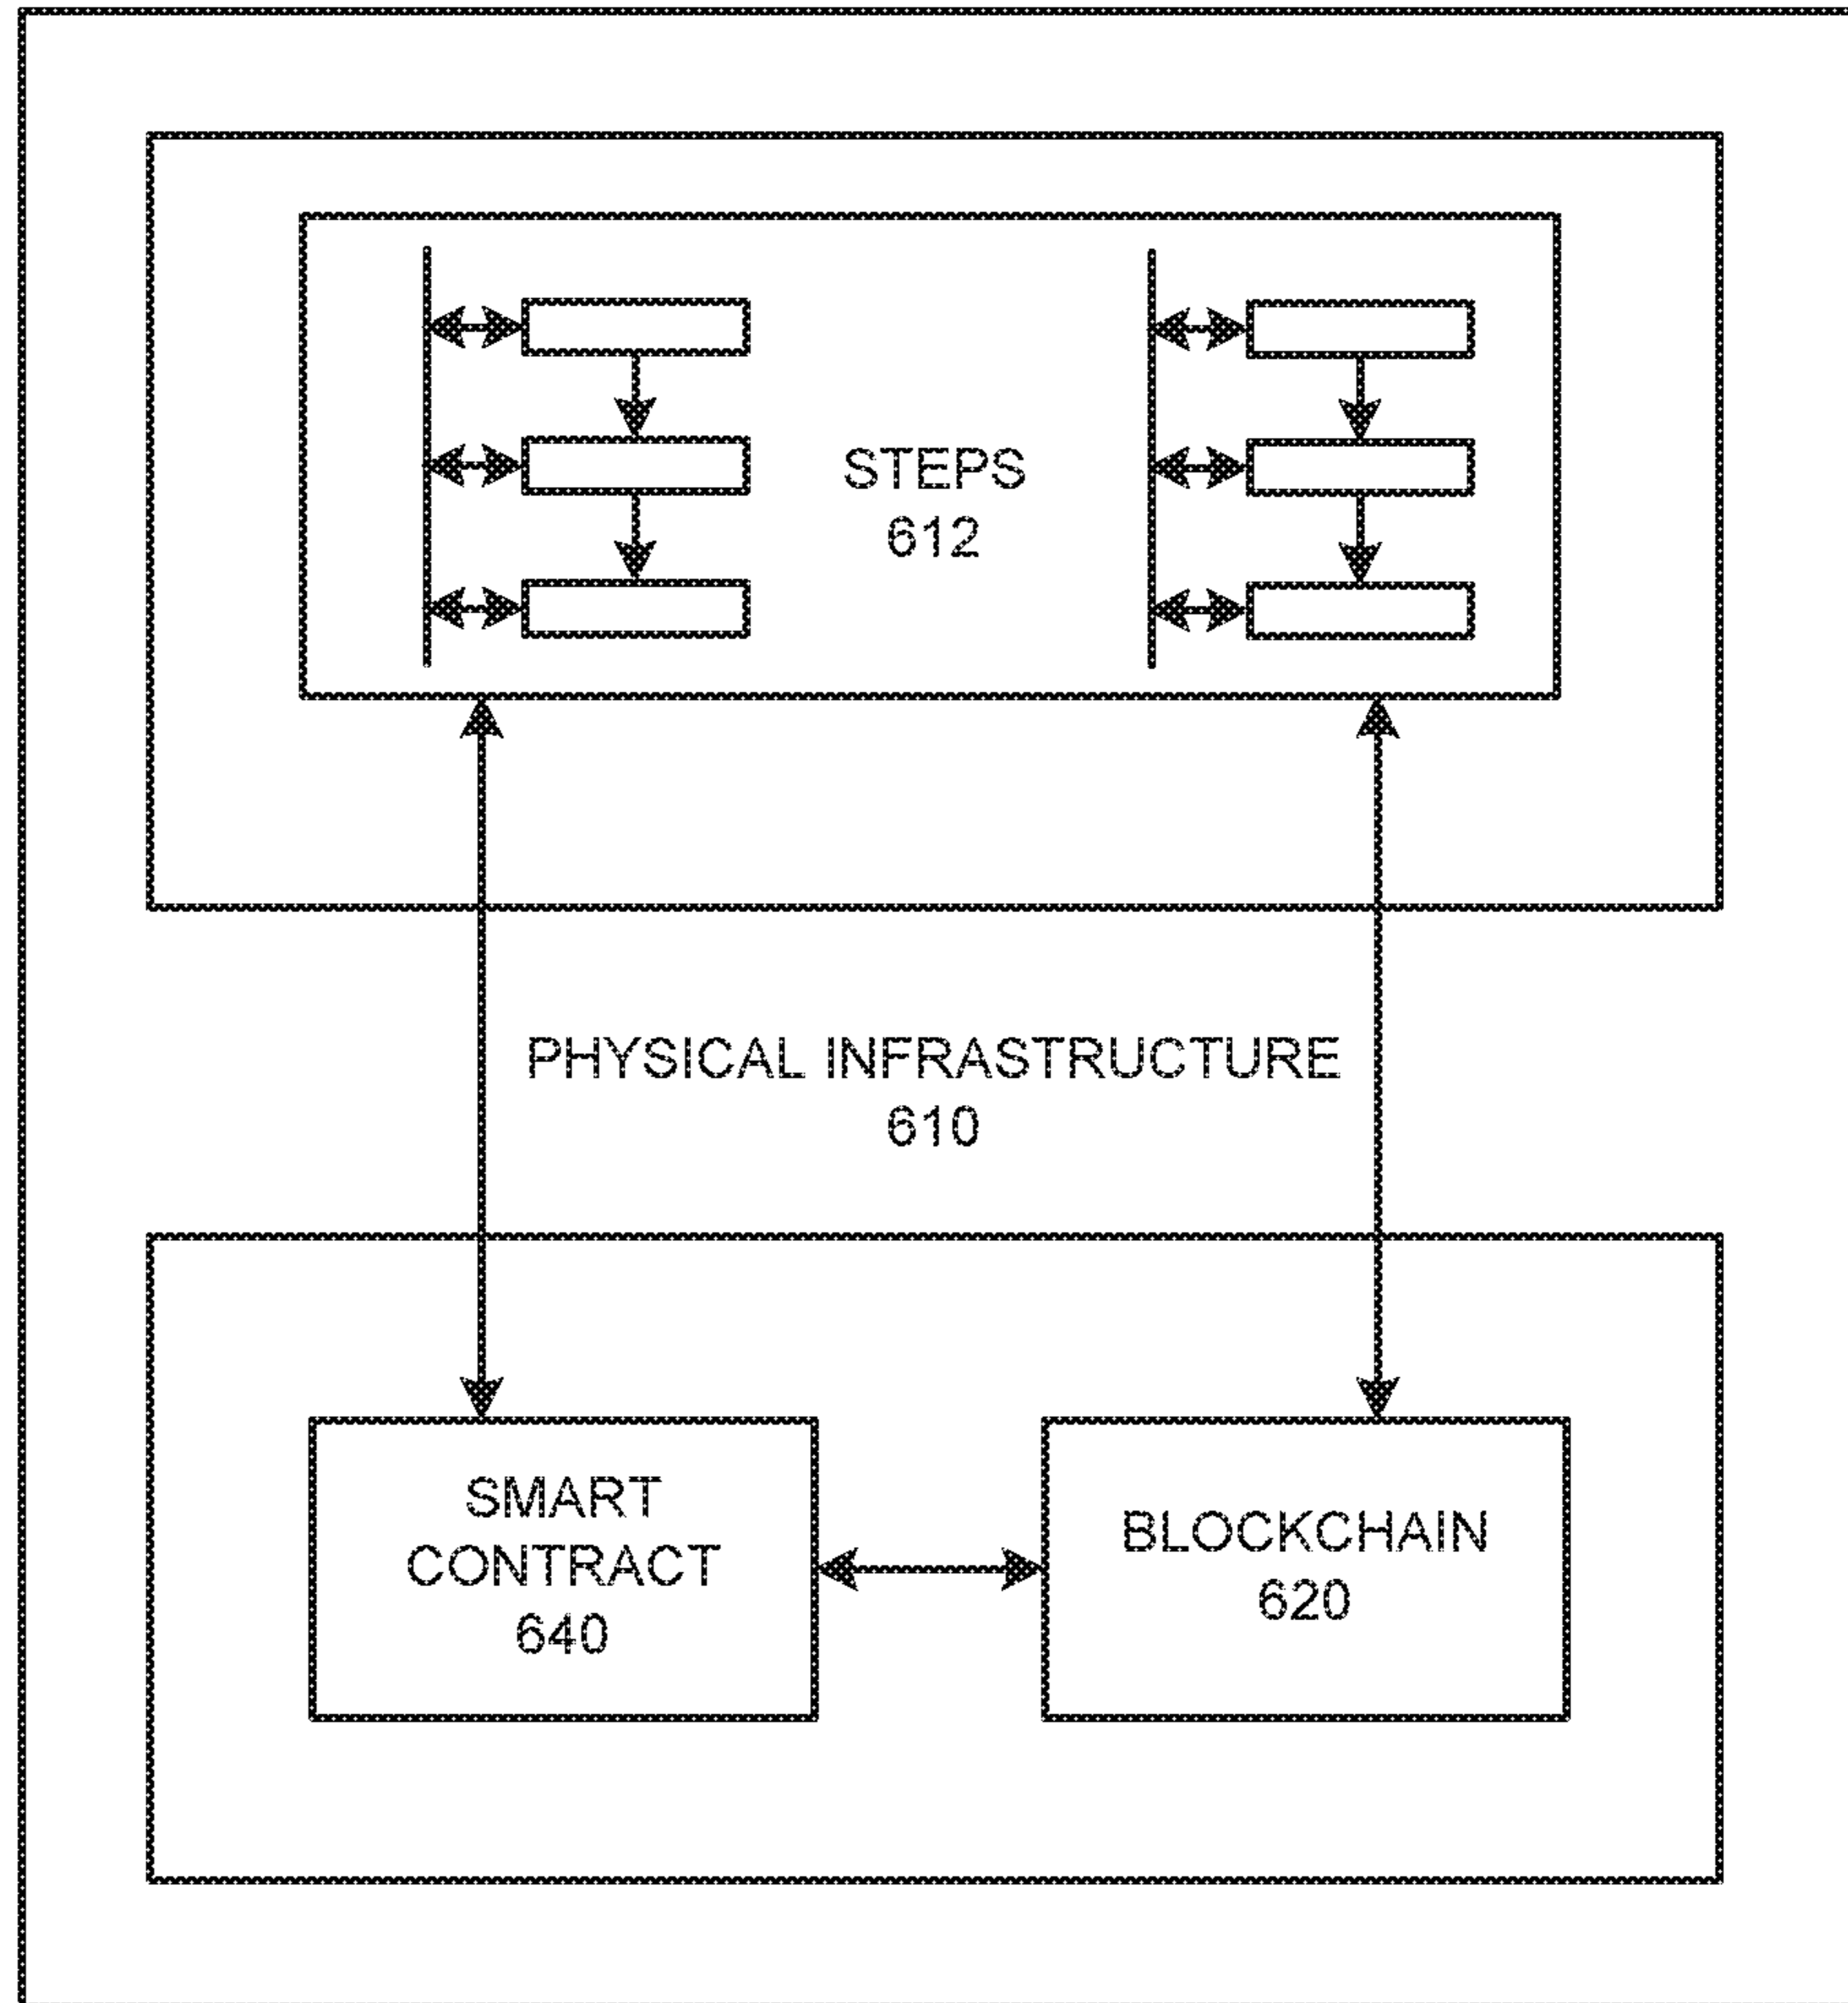 STEPS
612
PHYSICAL INFRASTRUCTURE
610
SMART
CONTRACT
640
BLOCKCHAIN
620